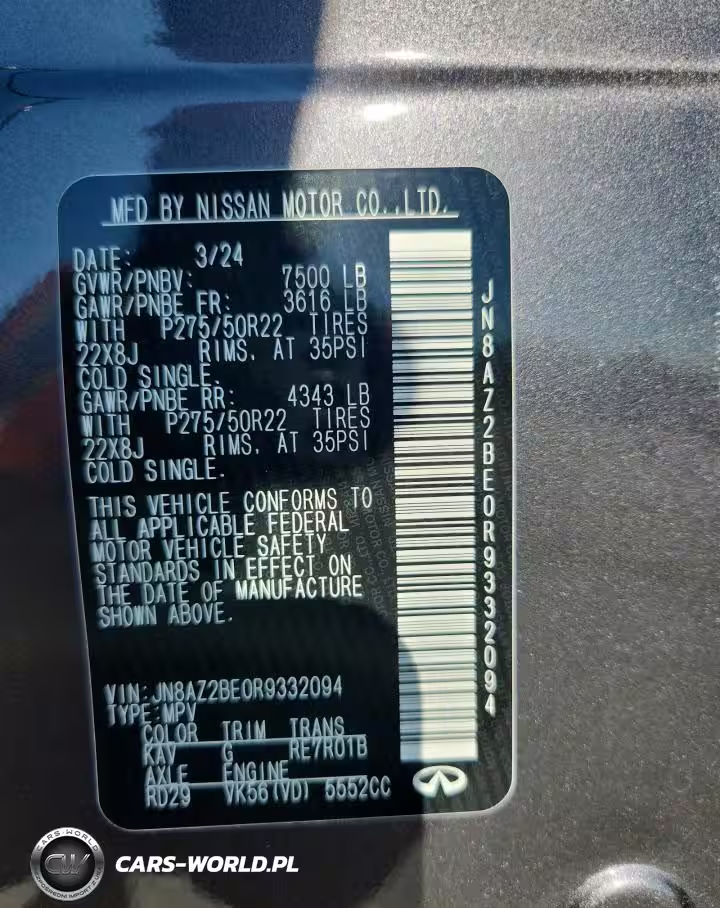 MFD BY NISSAN MOTOR CO.,LTD.
DATE: 3/24
GVWR/PNBV: 7500 LB
GAWR/PNBE FR: 3616 LB
WITH P275/50R22 TIRES
22X8J RIMS. AT 35PSI
COLD SINGLE.
GAWR/PNBE RR: 4343 LB
WITH P275/50R22 TIRES
22X8J RIMS. AT 35PSI
COLD SINGLE.
THIS VEHICLE CONFORMS TO
ALL APPLICABLE FEDERAL
MOTOR VEHICLE SAFETY
STANDARDS IN EFFECT ON
THE DATE OF MANUFACTURE
SHOWN ABOVE.
VIN:JN8AZ2BE0R9332094
TYPE:MPV
COLOR TRIM TRANS
KAV G RE7R01B
AXLE ENGINE
RD29 VK56(VD) 5552CC
JN8AZ2BE0R9332094
CARS-WORLD
CW
CARS-WORLD.PL